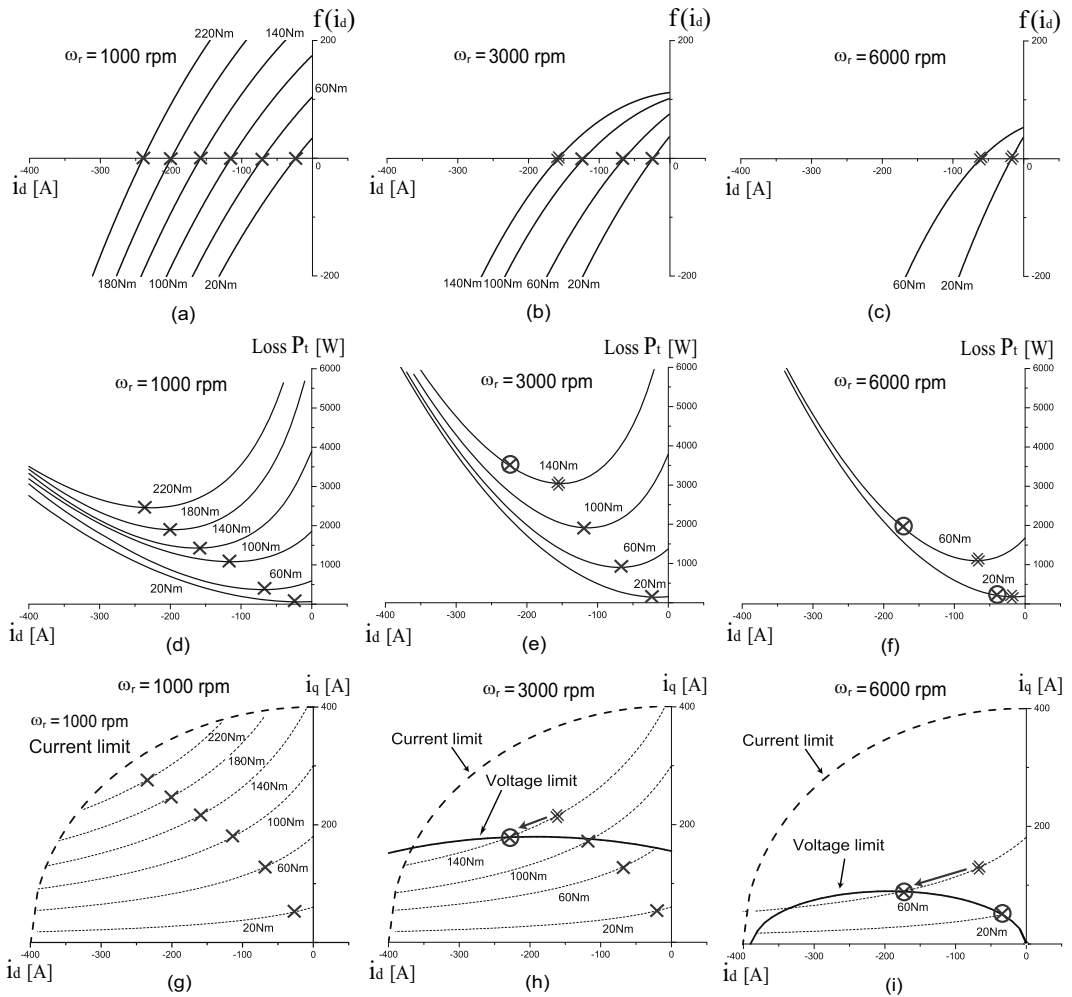 f(id)
f(id)
f(id)
ωr = 1000 rpm
220Nm
140Nm
200
60Nm
-400
-300
-200
-100
0
id [A]
180Nm
100Nm
20Nm
-200
(a)
ωr = 3000 rpm
200
-400
-300
-200
-100
0
id [A]
140Nm
100Nm
60Nm
20Nm
-200
(b)
ωr = 6000 rpm
200
-400
-300
-200
-100
0
id [A]
60Nm
20Nm
-200
(c)
Loss Pt [W]
ωr = 1000 rpm
6000
5000
4000
3000
2000
1000
0
220Nm
180Nm
140Nm
100Nm
60Nm
20Nm
-400
-300
-200
-100
0
id [A]
(d)
Loss Pt [W]
ωr = 3000 rpm
6000
5000
4000
3000
2000
1000
0
140Nm
100Nm
60Nm
20Nm
-400
-300
-200
-100
0
id [A]
(e)
Loss Pt [W]
ωr = 6000 rpm
6000
5000
4000
3000
2000
1000
0
60Nm
20Nm
-400
-300
-200
-100
0
id [A]
(f)
ωr = 1000 rpm
iq [A]
ωr = 1000 rpm
Current limit
400
220Nm
180Nm
140Nm
100Nm
200
60Nm
20Nm
-400
-300
-200
-100
0
id [A]
(g)
ωr = 3000 rpm
iq [A]
400
Current limit
Voltage limit
200
140Nm
100Nm
60Nm
20Nm
-400
-300
-200
-100
0
id [A]
(h)
ωr = 6000 rpm
iq [A]
400
Current limit
Voltage limit
200
60Nm
20Nm
-400
-300
-200
-100
0
id [A]
(i)